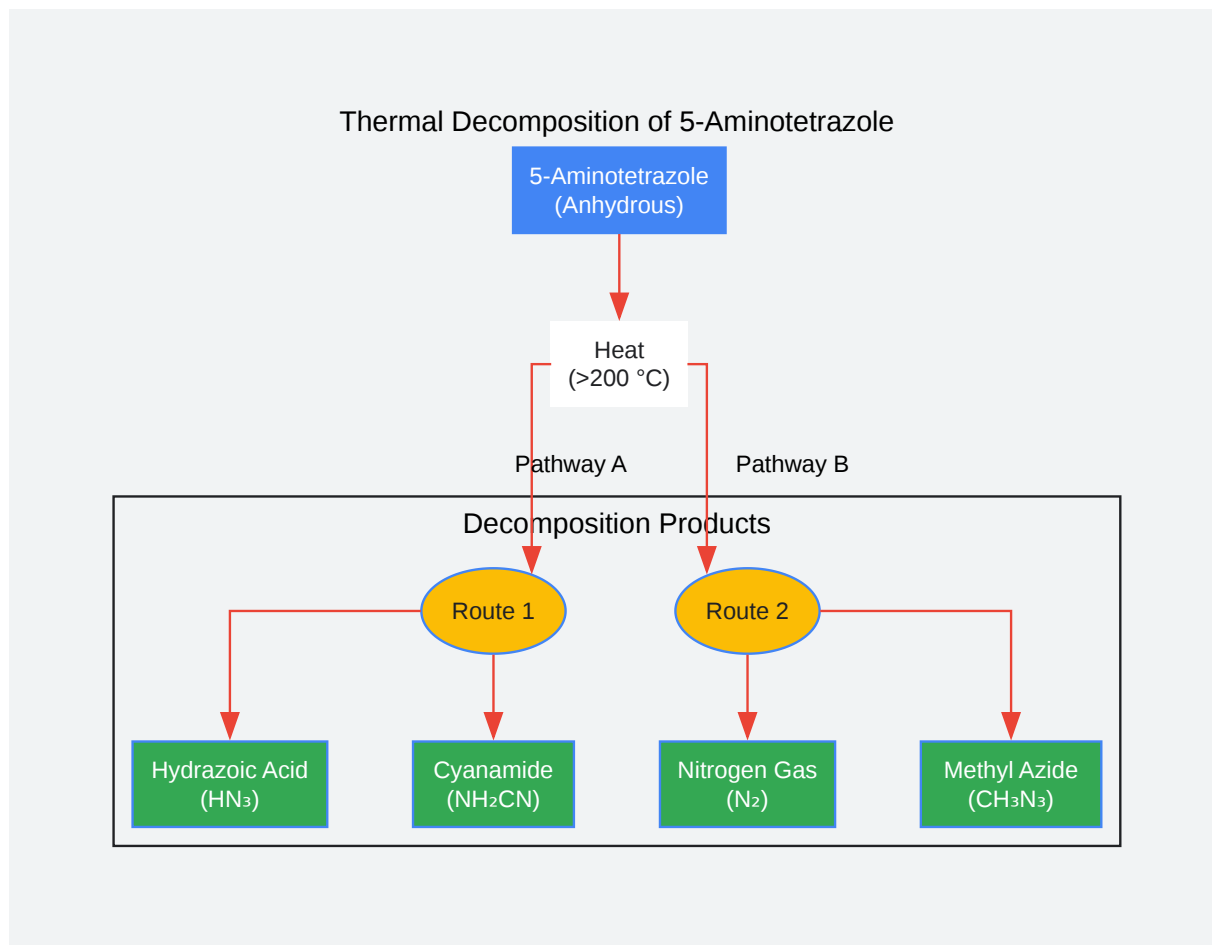 Thermal Decomposition of 5-Aminotetrazole
5-Aminotetrazole
(Anhydrous)
Heat
(>200 °C)
Pathway A
Pathway B
Decomposition Products
Route 1
Route 2
Hydrazoic Acid
(HN₃)
Cyanamide
(NH₂CN)
Nitrogen Gas
(N₂)
Methyl Azide
(CH₃N₃)